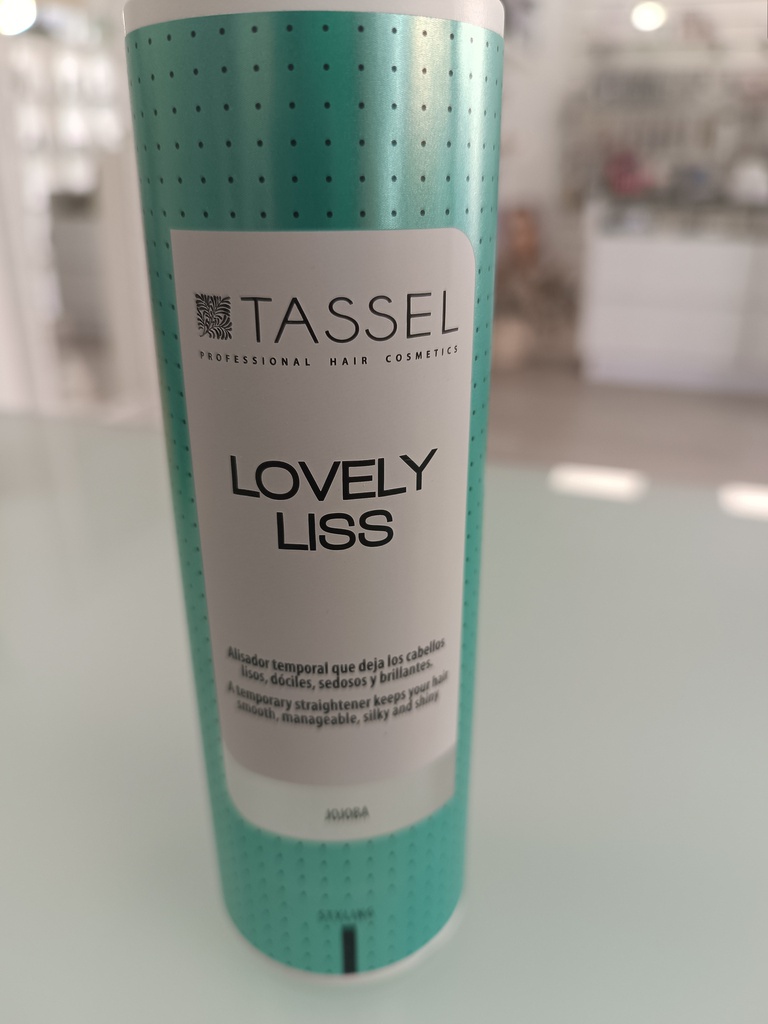 TASSEL
PROFESSIONAL HAIR COSMETICS
LOVELY
LISS
Alisador temporal que deja los cabellos
lisos, dóciles, sedosos y brillantes.
A temporary straightener keeps your hair
smooth, manageable, silky and shiny
JOJOBA
STYLING